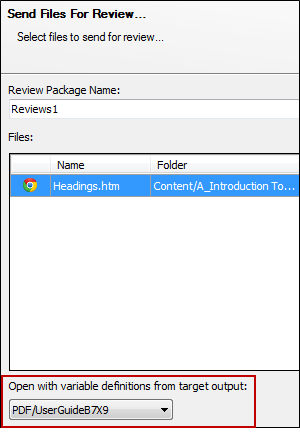 Send Files For Review...
Select files to send for review...
Review Package Name:
Reviews1
Files:
Name Folder
Headings.htm Content/A_Introduction To...
Open with variable definitions from target output:
PDF/UserGuideB7X9